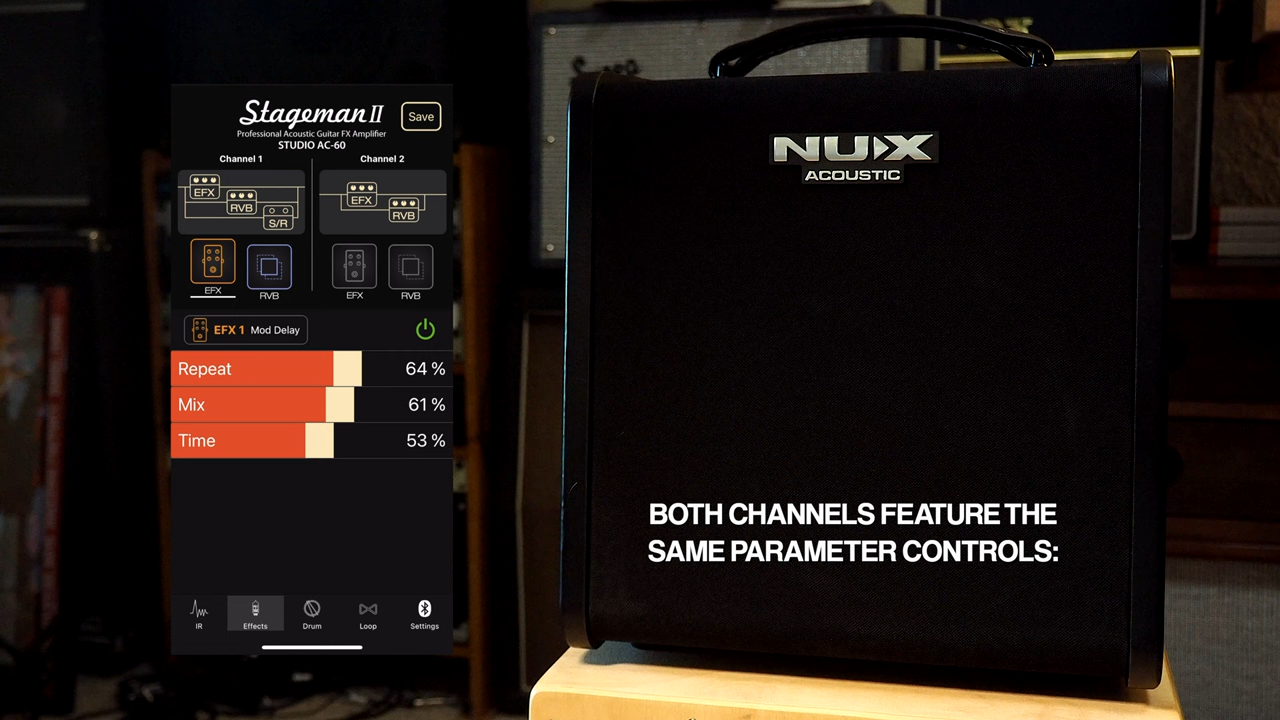 Stageman II
Save
Professional Acoustic Guitar FX Amplifier
STUDIO AC-60
Channel 1
Channel 2
EFX
RVB
S/R
EFX
RVB
EFX
RVB
EFX
RVB
EFX 1 Mod Delay
Repeat 64 %
Mix 61 %
Time 53 %
IR
Effects
Drum
Loop
Settings
NUX
ACOUSTIC
BOTH CHANNELS FEATURE THE
SAME PARAMETER CONTROLS: